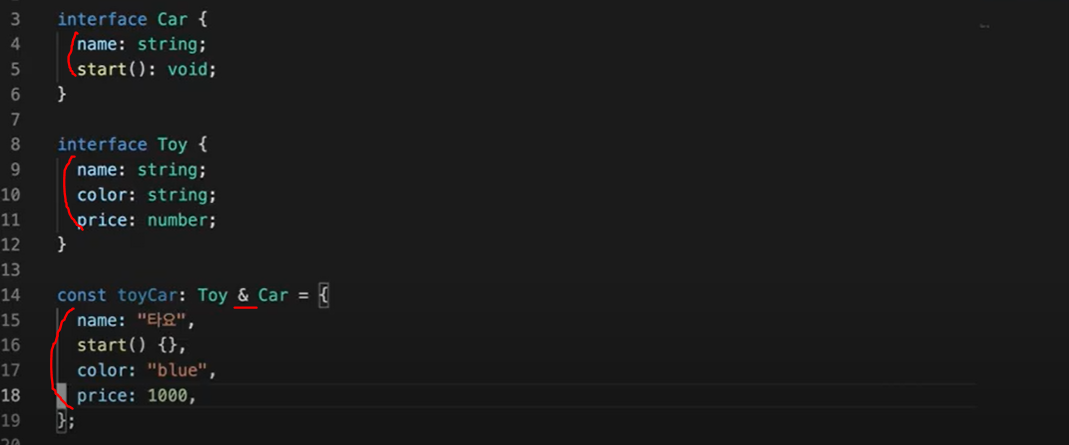 3 interface Car {
4 name: string;
5 start(): void;
6 }
7
8 interface Toy {
9 name: string;
10 color: string;
11 price: number;
12 }
13
14 const toyCar: Toy & Car = {
15 name: "타요",
16 start() {},
17 color: "blue",
18 price: 1000,
19 };
20